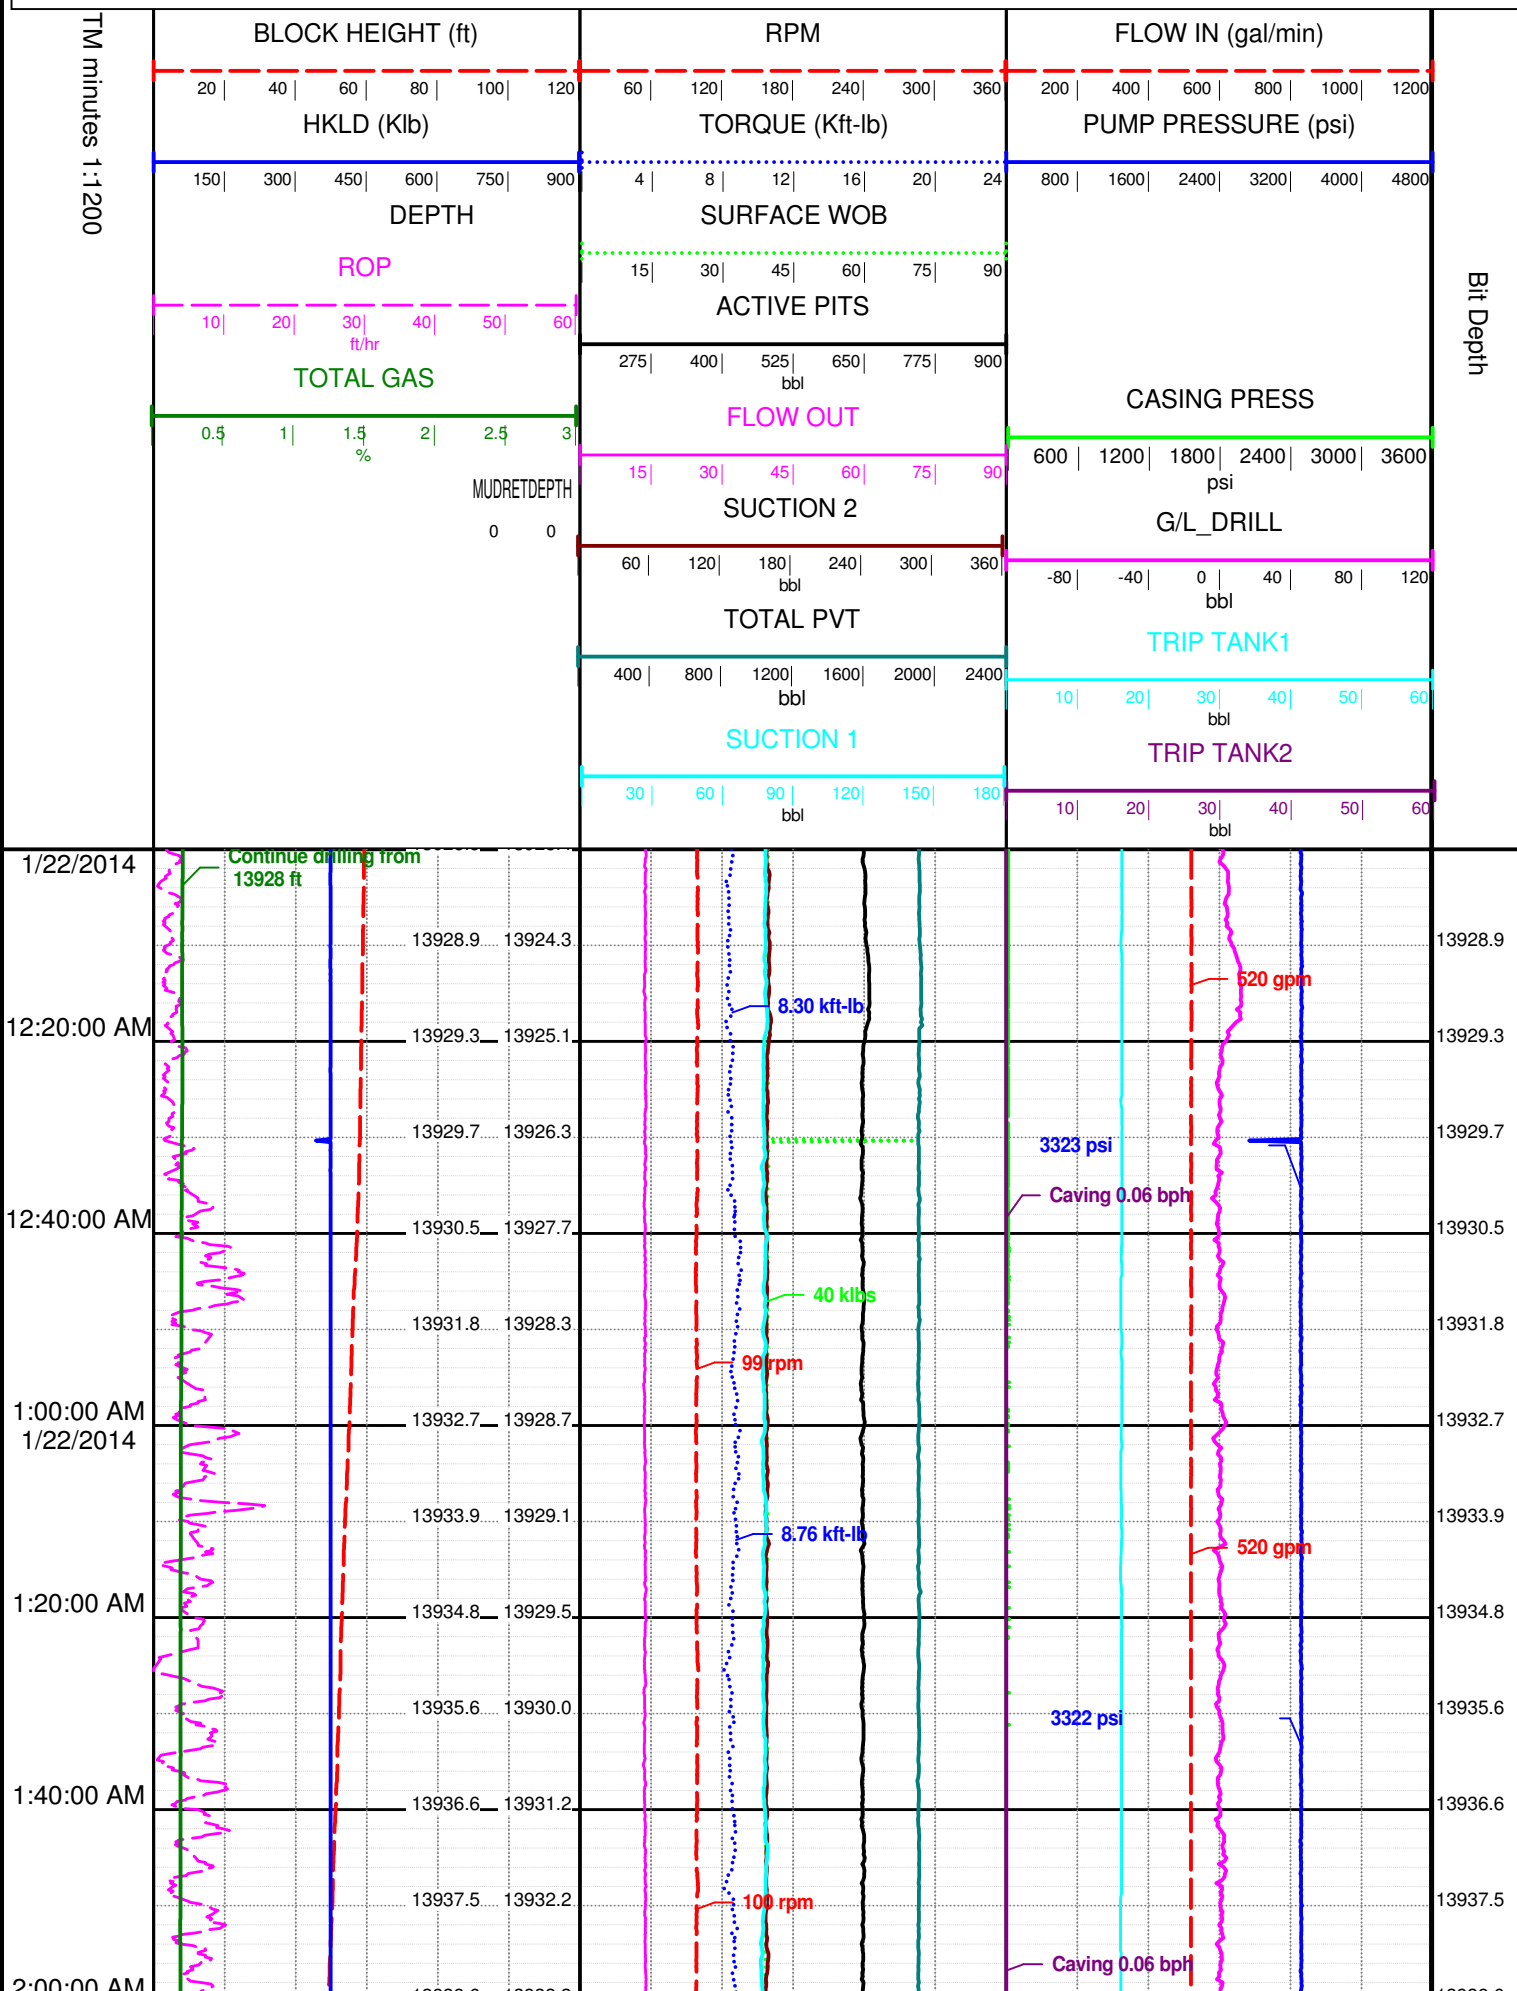 TM minutes 1:1200
BLOCK HEIGHT (ft)
20 40 60 80 100 120
HKLD (Klb)
150 300 450 600 750 900
DEPTH
ROP
10 20 30 40 50 60
ft/hr
TOTAL GAS
0.5 1 1.5 2 2.5 3
%
MUDRETDEPTH
0 0
RPM
60 120 180 240 300 360
TORQUE (Kft-lb)
4 8 12 16 20 24
SURFACE WOB
15 30 45 60 75 90
ACTIVE PITS
275 400 525 650 775 900
bbl
FLOW OUT
15 30 45 60 75 90
SUCTION 2
60 120 180 240 300 360
bbl
TOTAL PVT
400 800 1200 1600 2000 2400
bbl
SUCTION 1
30 60 90 120 150 180
bbl
FLOW IN (gal/min)
200 400 600 800 1000 1200
PUMP PRESSURE (psi)
800 1600 2400 3200 4000 4800
CASING PRESS
600 1200 1800 2400 3000 3600
psi
G/L_DRILL
-80 -40 0 40 80 120
bbl
TRIP TANK1
10 20 30 40 50 60
bbl
TRIP TANK2
10 20 30 40 50 60
bbl
Bit Depth
1/22/2014
Continue drilling from
13928 ft
13928.9 13924.3 13928.9
520 gpm
8.30 kft-lb
12:20:00 AM
13929.3 13925.1 13929.3
13929.7 13926.3 13929.7
3323 psi
Caving 0.06 bph
12:40:00 AM
13930.5 13927.7 13930.5
40 klbs
13931.8 13928.3 13931.8
99 rpm
1:00:00 AM
13932.7 13928.7 13932.7
1/22/2014
13933.9 13929.1 13933.9
8.76 kft-lb
520 gpm
1:20:00 AM
13934.8 13929.5 13934.8
13935.6 13930.0 13935.6
3322 psi
1:40:00 AM
13936.6 13931.2 13936.6
13937.5 13932.2 13937.5
100 rpm
Caving 0.06 bph
2:00:00 AM